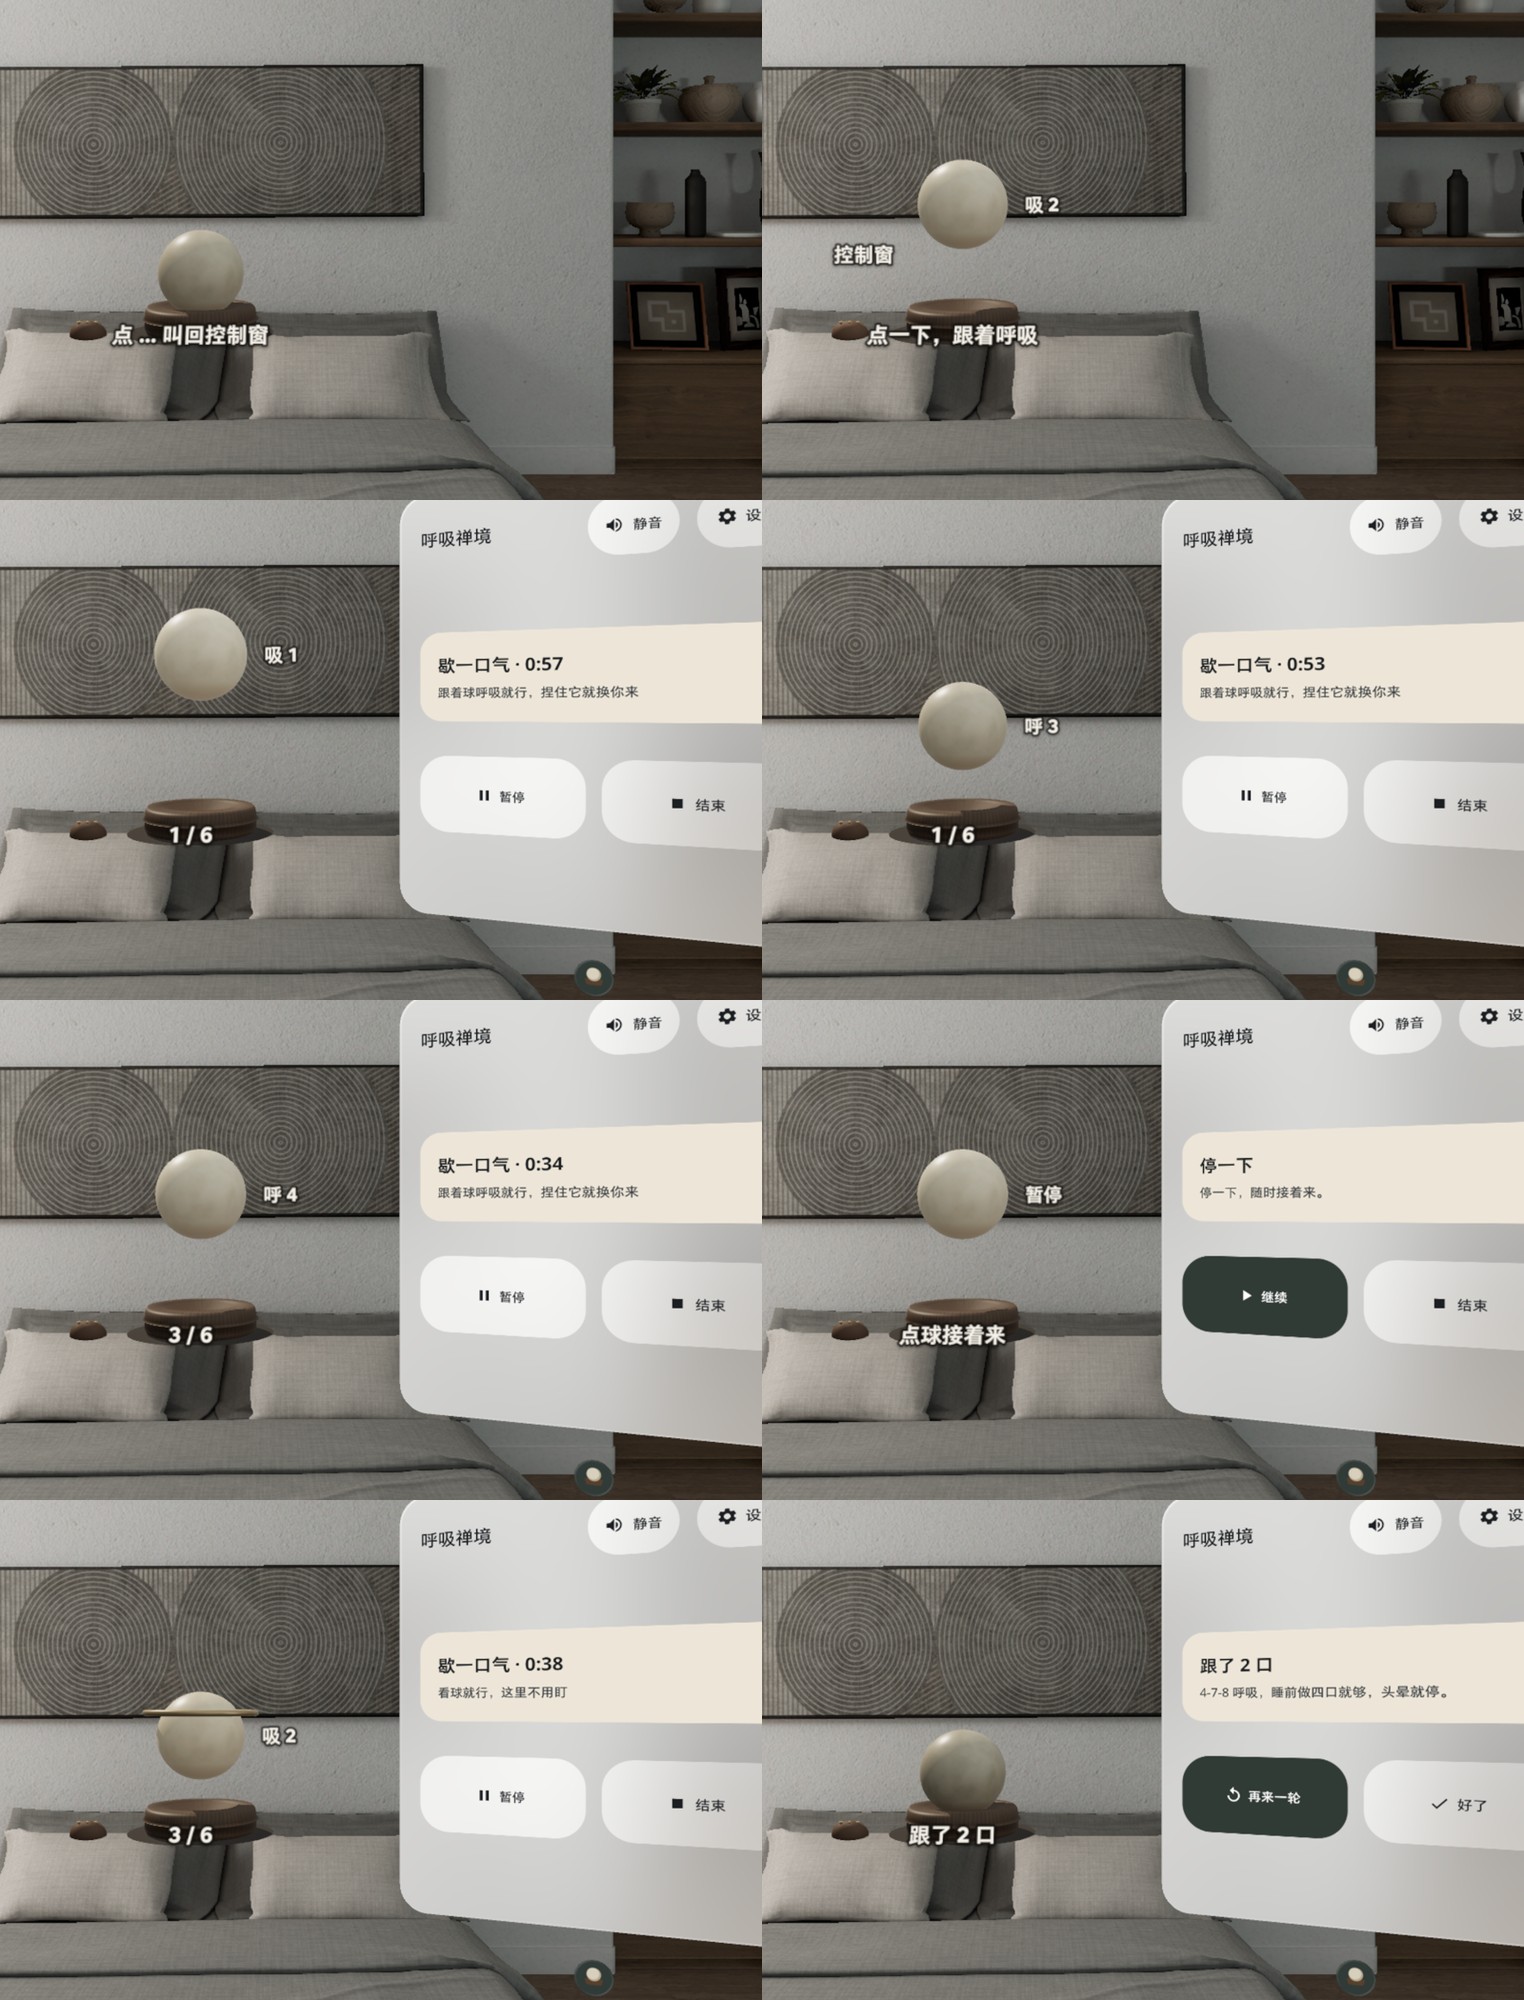 点 ... 叫回控制窗
吸 2
控制窗
点一下，跟着呼吸
呼吸禅境
静音
设
吸 1
歇一口气 · 0:57
跟着球呼吸就行，捏住它就换你来
暂停
结束
1 / 6
呼吸禅境
静音
设
呼 3
歇一口气 · 0:53
跟着球呼吸就行，捏住它就换你来
暂停
结束
1 / 6
呼吸禅境
静音
设
呼 4
歇一口气 · 0:34
跟着球呼吸就行，捏住它就换你来
暂停
结束
3 / 6
呼吸禅境
静音
设
暂停
停一下
停一下，随时接着来。
继续
结束
点球接着来
呼吸禅境
静音
设
吸 2
歇一口气 · 0:38
看球就行，这里不用盯
暂停
结束
3 / 6
呼吸禅境
静音
设
跟了 2 口
4-7-8 呼吸，睡前做四口就够，头晕就停。
再来一轮
好了
跟了 2 口